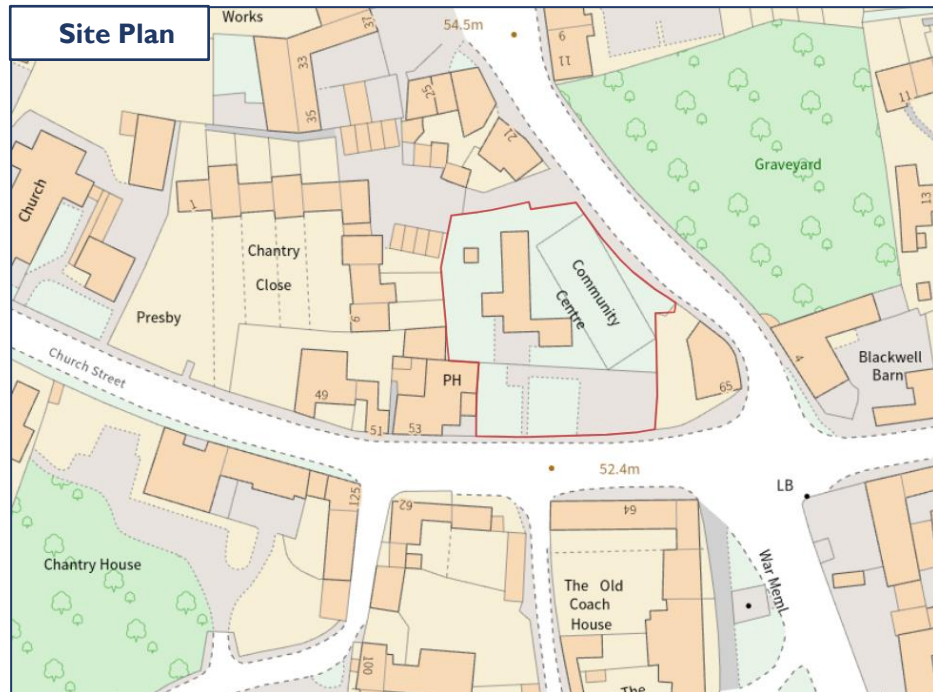 Site Plan
Works
54.5m
37
33
35
25
21
9
11
Graveyard
11
13
Church
1
Chantry
Close
Community
Centre
Presby
6
Church Street
49
51
53
PH
65
4
Blackwell
Barn
52.4m
LB
125
62
64
Chantry House
The Old
Coach
House
War Meml
100
The